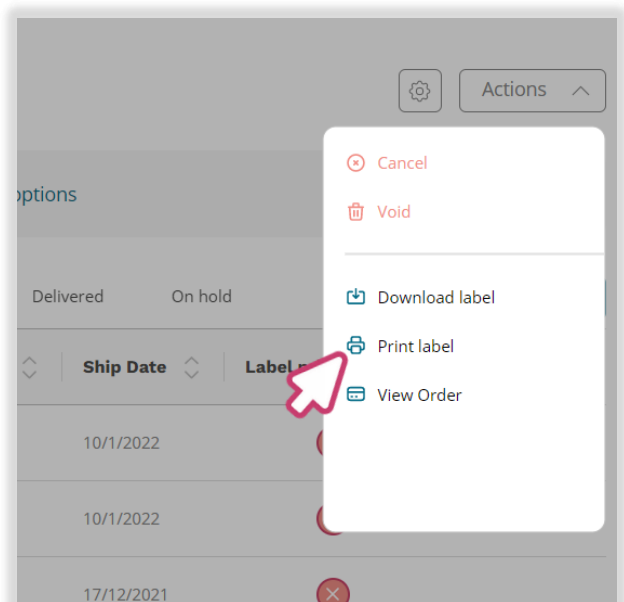 Actions
Cancel
options
Void
Download label
Delivered On hold
Print label
Ship Date Label
View Order
10/1/2022
10/1/2022
17/12/2021